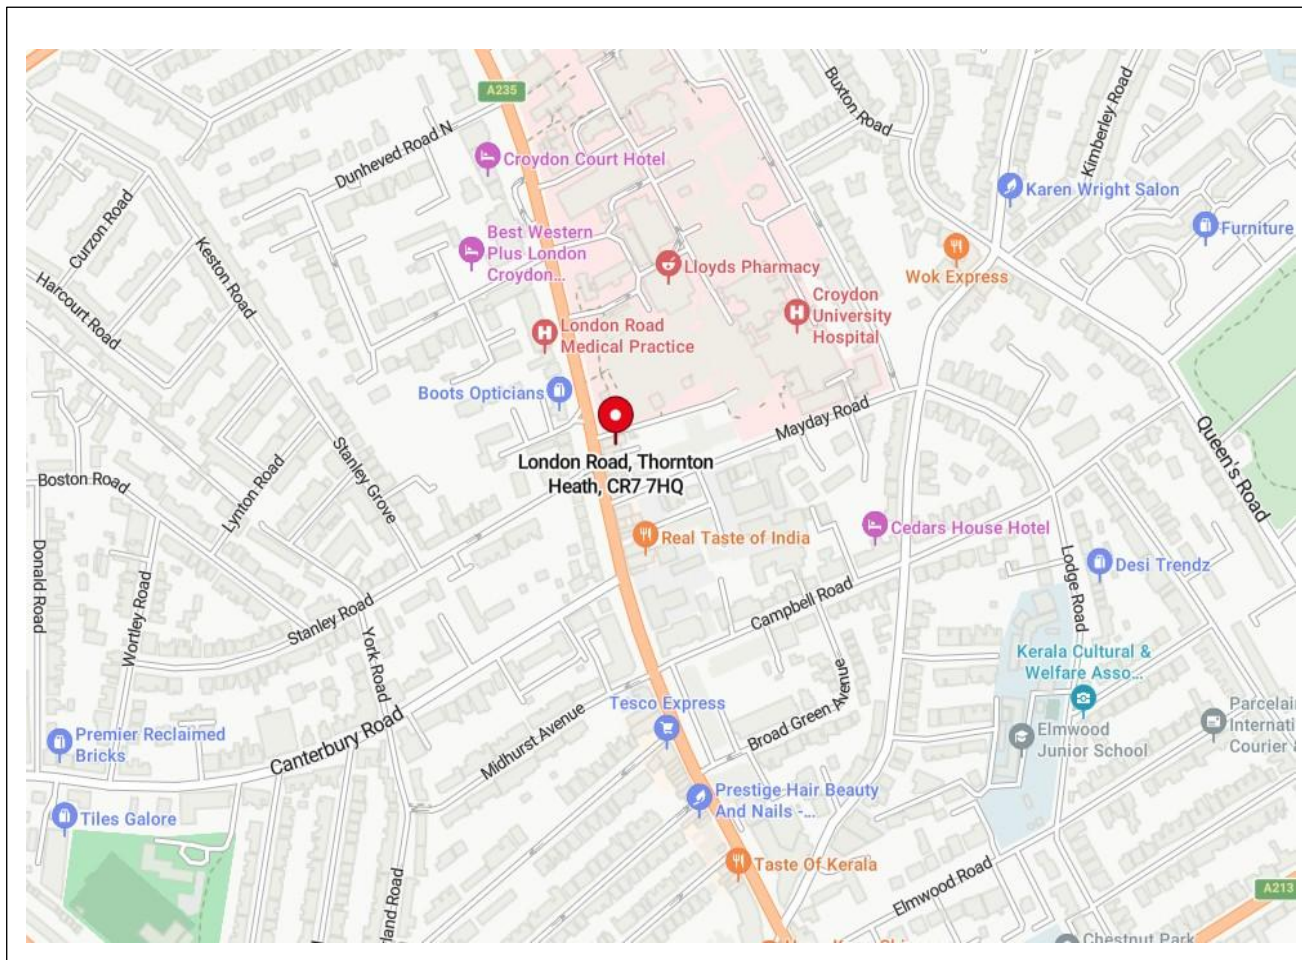 A235
Buxton Road
Kimberley Road
Dunheved Road N
Croydon Court Hotel
Karen Wright Salon
Curzon Road
Keston Road
Best Western
Plus London
Croydon...
Furniture
Lloyds Pharmacy
Wok Express
Harcourt Road
Croydon
University
Hospital
London Road
Medical Practice
Boots Opticians
Mayday Road
Queen's Road
London Road, Thornton
Heath, CR7 7HQ
Stanley Grove
Boston Road
Lynton Road
Real Taste of India
Cedars House Hotel
Desi Trendz
Donald Road
Wortley Road
Stanley Road
York Road
Campbell Road
Lodge Road
Kerala Cultural &
Welfare Asso...
Tesco Express
Broad Green Avenue
Midhurst Avenue
Canterbury Road
Premier Reclaimed
Bricks
Elmwood
Junior School
Parcelain
Internati
Courier &
Prestige Hair Beauty
And Nails -...
Tiles Galore
Taste Of Kerala
Elmwood Road
A213
land Road
Chestnut Park